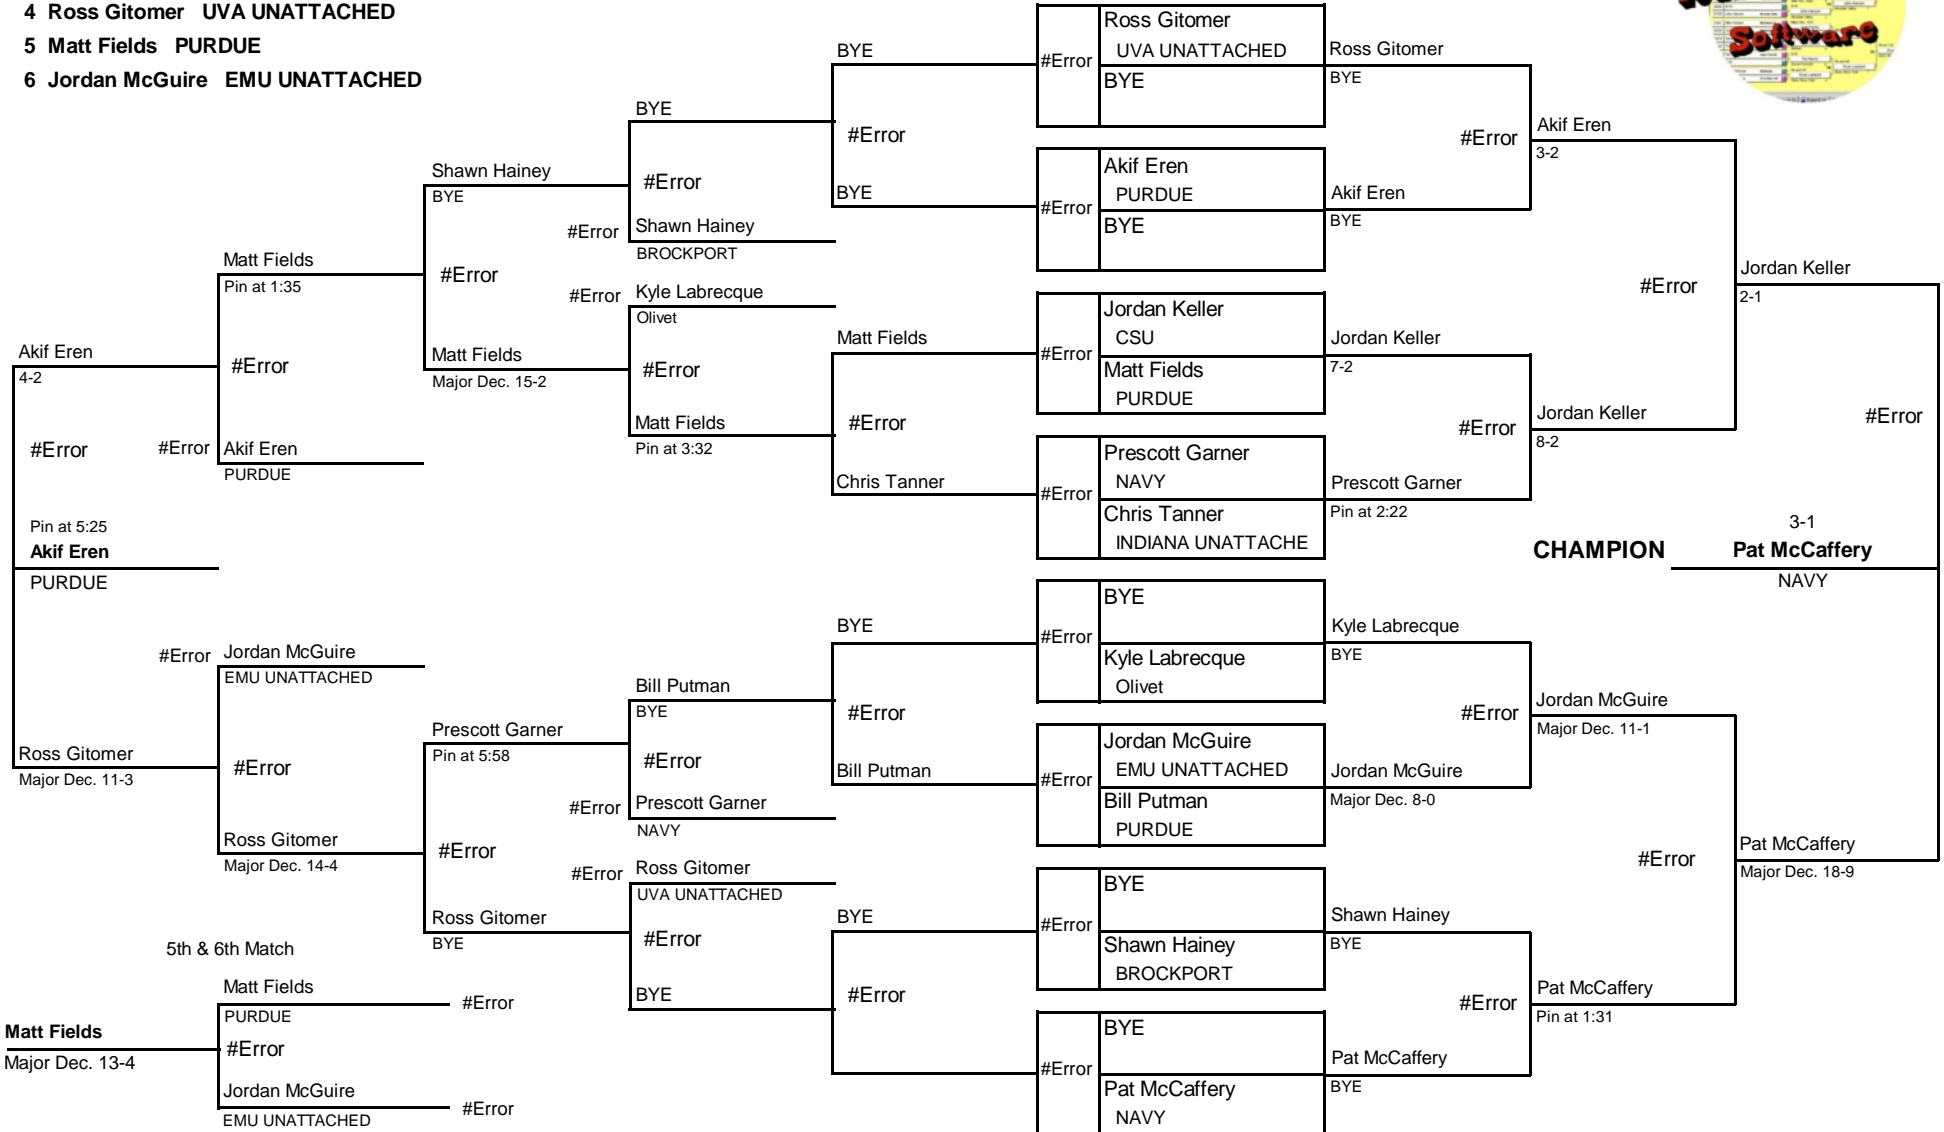 4 Ross Gitomer UVA UNATTACHED
5 Matt Fields PURDUE
6 Jordan McGuire EMU UNATTACHED
Software
Akif Eren
4-2
#Error
Pin at 5:25
Akif Eren
PURDUE
Ross Gitomer
Major Dec. 11-3
5th & 6th Match
Matt Fields
Major Dec. 13-4
Matt Fields
Pin at 1:35
#Error
#Error
Akif Eren
PURDUE
#Error
Jordan McGuire
EMU UNATTACHED
#Error
Ross Gitomer
Major Dec. 14-4
Matt Fields
PURDUE
#Error
#Error
Jordan McGuire
EMU UNATTACHED
#Error
Shawn Hainey
BYE
#Error
Matt Fields
Major Dec. 15-2
Prescott Garner
Pin at 5:58
#Error
Ross Gitomer
BYE
BYE
#Error
#Error
Shawn Hainey
BROCKPORT
#Error
Kyle Labrecque
Olivet
#Error
Matt Fields
Pin at 3:32
Bill Putman
BYE
#Error
#Error
Prescott Garner
NAVY
#Error
Ross Gitomer
UVA UNATTACHED
#Error
BYE
BYE
#Error
BYE
Matt Fields
#Error
Chris Tanner
BYE
#Error
Bill Putman
BYE
#Error
#Error
Ross Gitomer
UVA UNATTACHED
BYE
#Error
Akif Eren
PURDUE
BYE
#Error
Jordan Keller
CSU
Matt Fields
PURDUE
#Error
Prescott Garner
NAVY
Chris Tanner
INDIANA UNATTACHE
#Error
BYE
Kyle Labrecque
Olivet
#Error
Jordan McGuire
EMU UNATTACHED
Bill Putman
PURDUE
#Error
BYE
Shawn Hainey
BROCKPORT
#Error
BYE
Pat McCaffery
NAVY
Ross Gitomer
BYE
#Error
Akif Eren
BYE
Jordan Keller
7-2
#Error
Prescott Garner
Pin at 2:22
Kyle Labrecque
BYE
#Error
Jordan McGuire
Major Dec. 8-0
Shawn Hainey
BYE
#Error
Pat McCaffery
BYE
Akif Eren
3-2
#Error
Jordan Keller
8-2
Jordan McGuire
Major Dec. 11-1
#Error
Pat McCaffery
Pin at 1:31
Jordan Keller
2-1
#Error
3-1
CHAMPION Pat McCaffery
NAVY
Pat McCaffery
Major Dec. 18-9